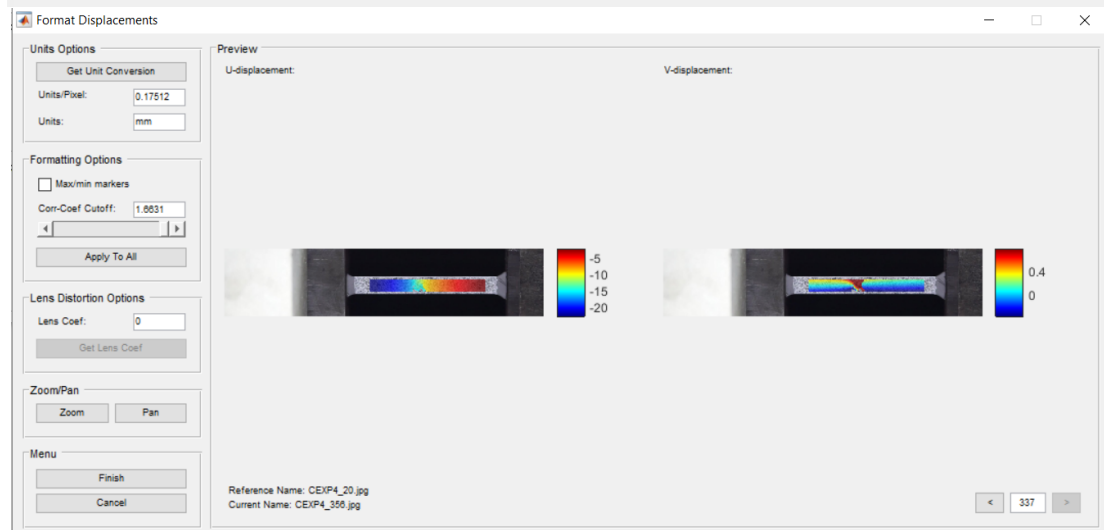 Format Displacements
Units Options
Get Unit Conversion
Units/Pixel:
0.17512
Units:
mm
Formatting Options
Max/min markers
Corr-Coef Cutoff:
1.6631
Apply To All
Lens Distortion Options
Lens Coef:
0
Get Lens Coef
Zoom/Pan
Zoom
Pan
Menu
Finish
Cancel
Preview
U-displacement:
-5
-10
-15
-20
V-displacement:
0.4
0
Reference Name: CEXP4_20.jpg
Current Name: CEXP4_356.jpg
<
337
>